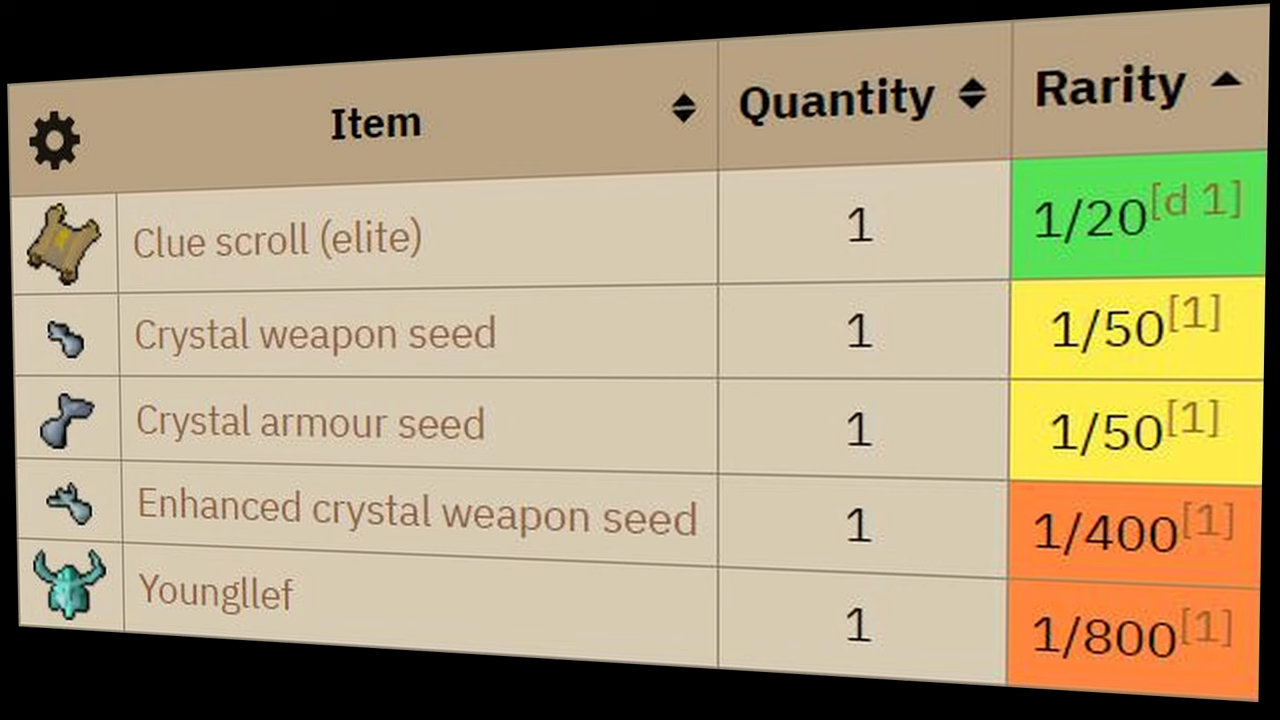 Item Quantity Rarity
Clue scroll (elite) 1 1/20[d 1]
Crystal weapon seed 1 1/50[1]
Crystal armour seed 1 1/50[1]
Enhanced crystal weapon seed 1 1/400[1]
Youngllef 1 1/800[1]